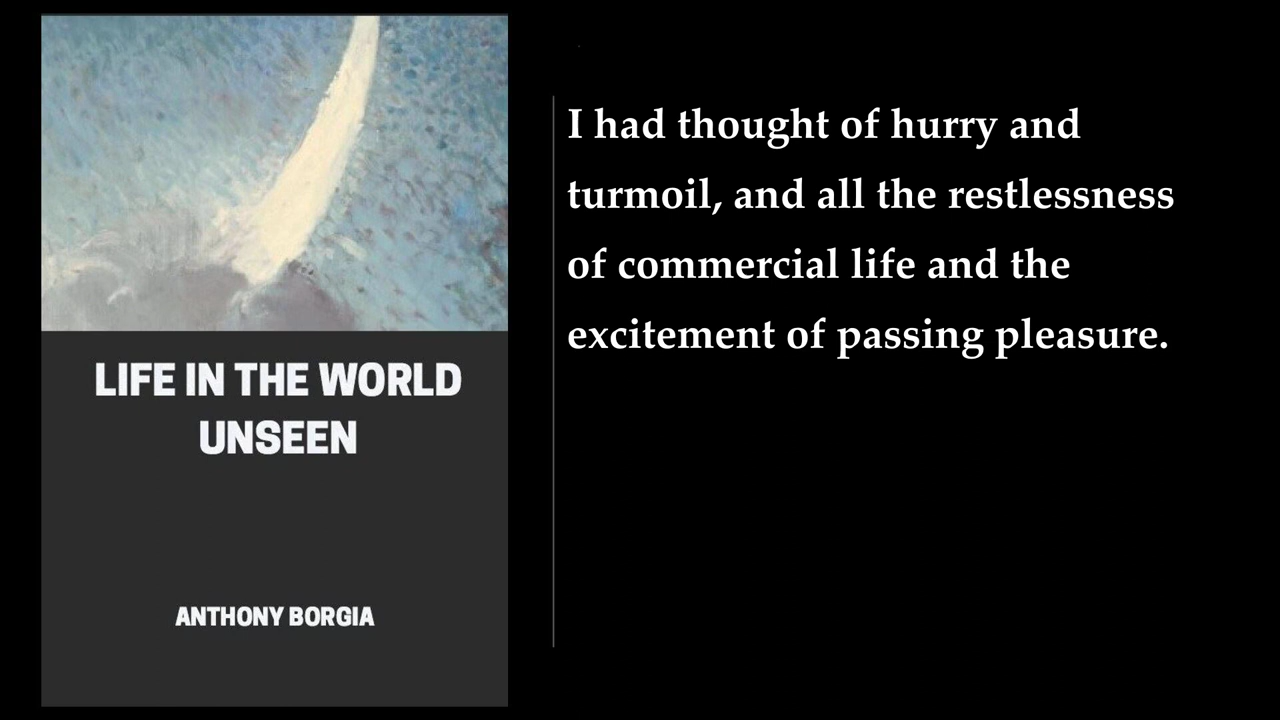 LIFE IN THE WORLD
UNSEEN
ANTHONY BORGIA
I had thought of hurry and
turmoil, and all the restlessness
of commercial life and the
excitement of passing pleasure.